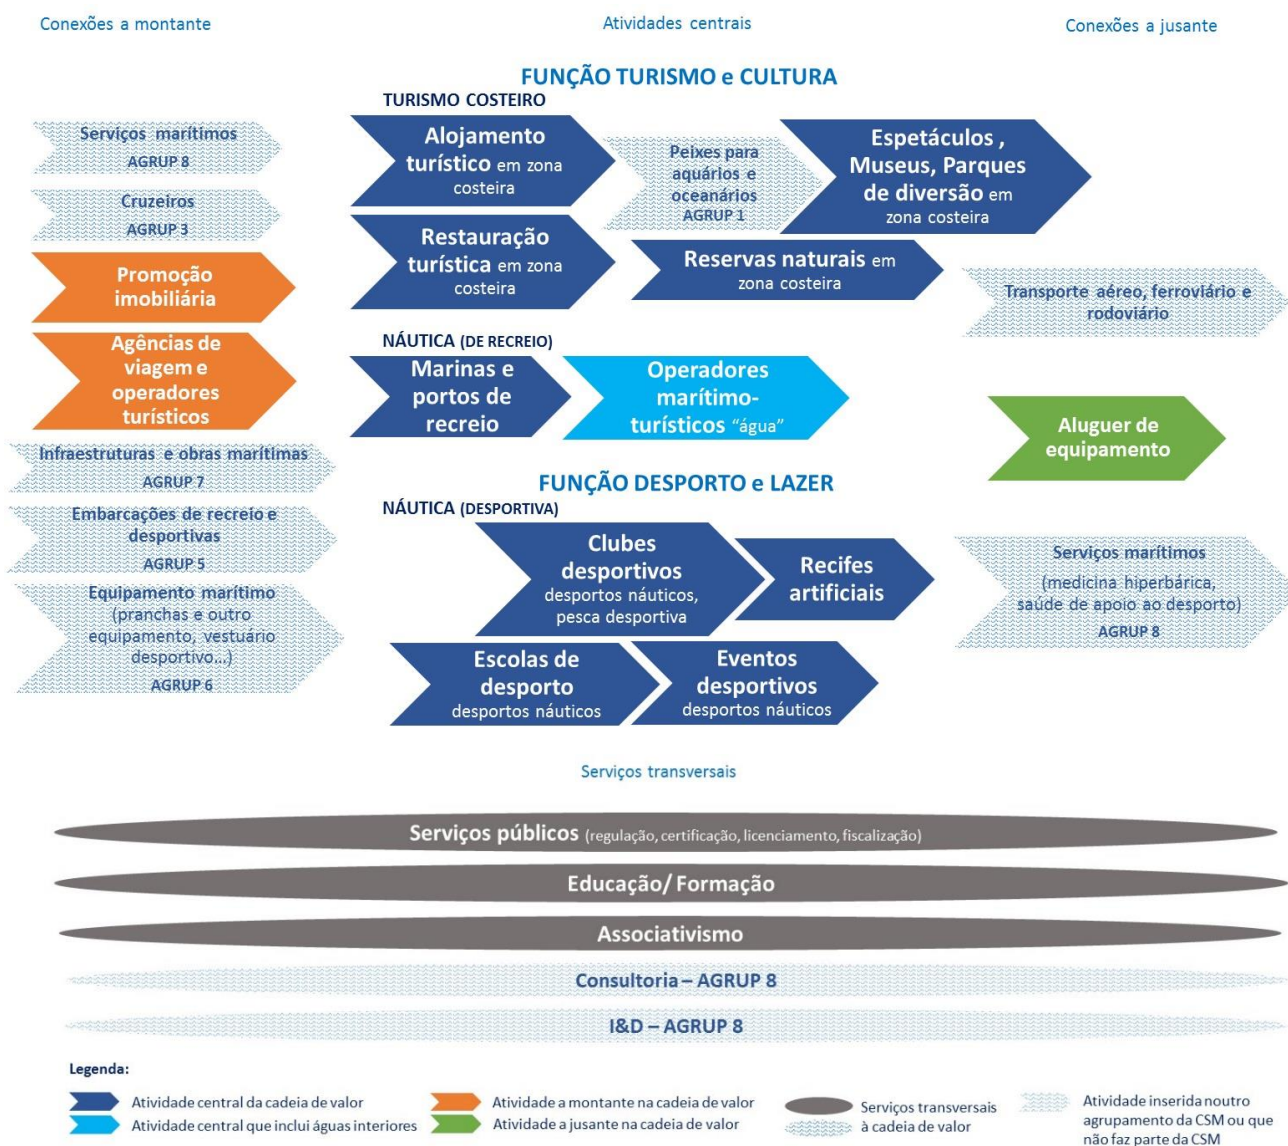 Conexões a montante
Atividades centrais
Conexões a jusante
FUNÇÃO TURISMO e CULTURA
TURISMO COSTEIRO
Serviços marítimos
AGRUP 8
Cruzeiros
AGRUP 3
Promoção
imobiliária
Agências de
viagem e
operadores
turísticos
Infraestruturas e obras marítimas
AGRUP 7
Embarcações de recreio e
desportivas
AGRUP 5
Equipamento marítimo
(pranchas e outro
equipamento, vestuário
desportivo...)
AGRUP 6
Alojamento
turístico em zona
costeira
Peixes para
aquários e
oceanários
AGRUP 1
Espetáculos ,
Museus, Parques
de diversão em
zona costeira
Restauração
turística em zona
costeira
Reservas naturais em
zona costeira
NÁUTICA (DE RECREIO)
Marinas e
portos de
recreio
Operadores
marítimo-
turísticos “água”
FUNÇÃO DESPORTO e LAZER
NÁUTICA (DESPORTIVA)
Clubes
desportivos
desportos náuticos,
pesca desportiva
Recifes
artificiais
Escolas de
desporto
desportos náuticos
Eventos
desportivos
desportos náuticos
Transporte aéreo, ferroviário e
rodoviário
Aluguer de
equipamento
Serviços marítimos
(medicina hiperbárica,
saúde de apoio ao desporto)
AGRUP 8
Serviços transversais
Serviços públicos (regulação, certificação, licenciamento, fiscalização)
Educação/ Formação
Associativismo
Consultoria – AGRUP 8
I&D – AGRUP 8
Legenda:
Atividade central da cadeia de valor
Atividade central que inclui águas interiores
Atividade a montante na cadeia de valor
Atividade a jusante na cadeia de valor
Serviços transversais
à cadeia de valor
Atividade inserida noutro
agrupamento da CSM ou que
não faz parte da CSM